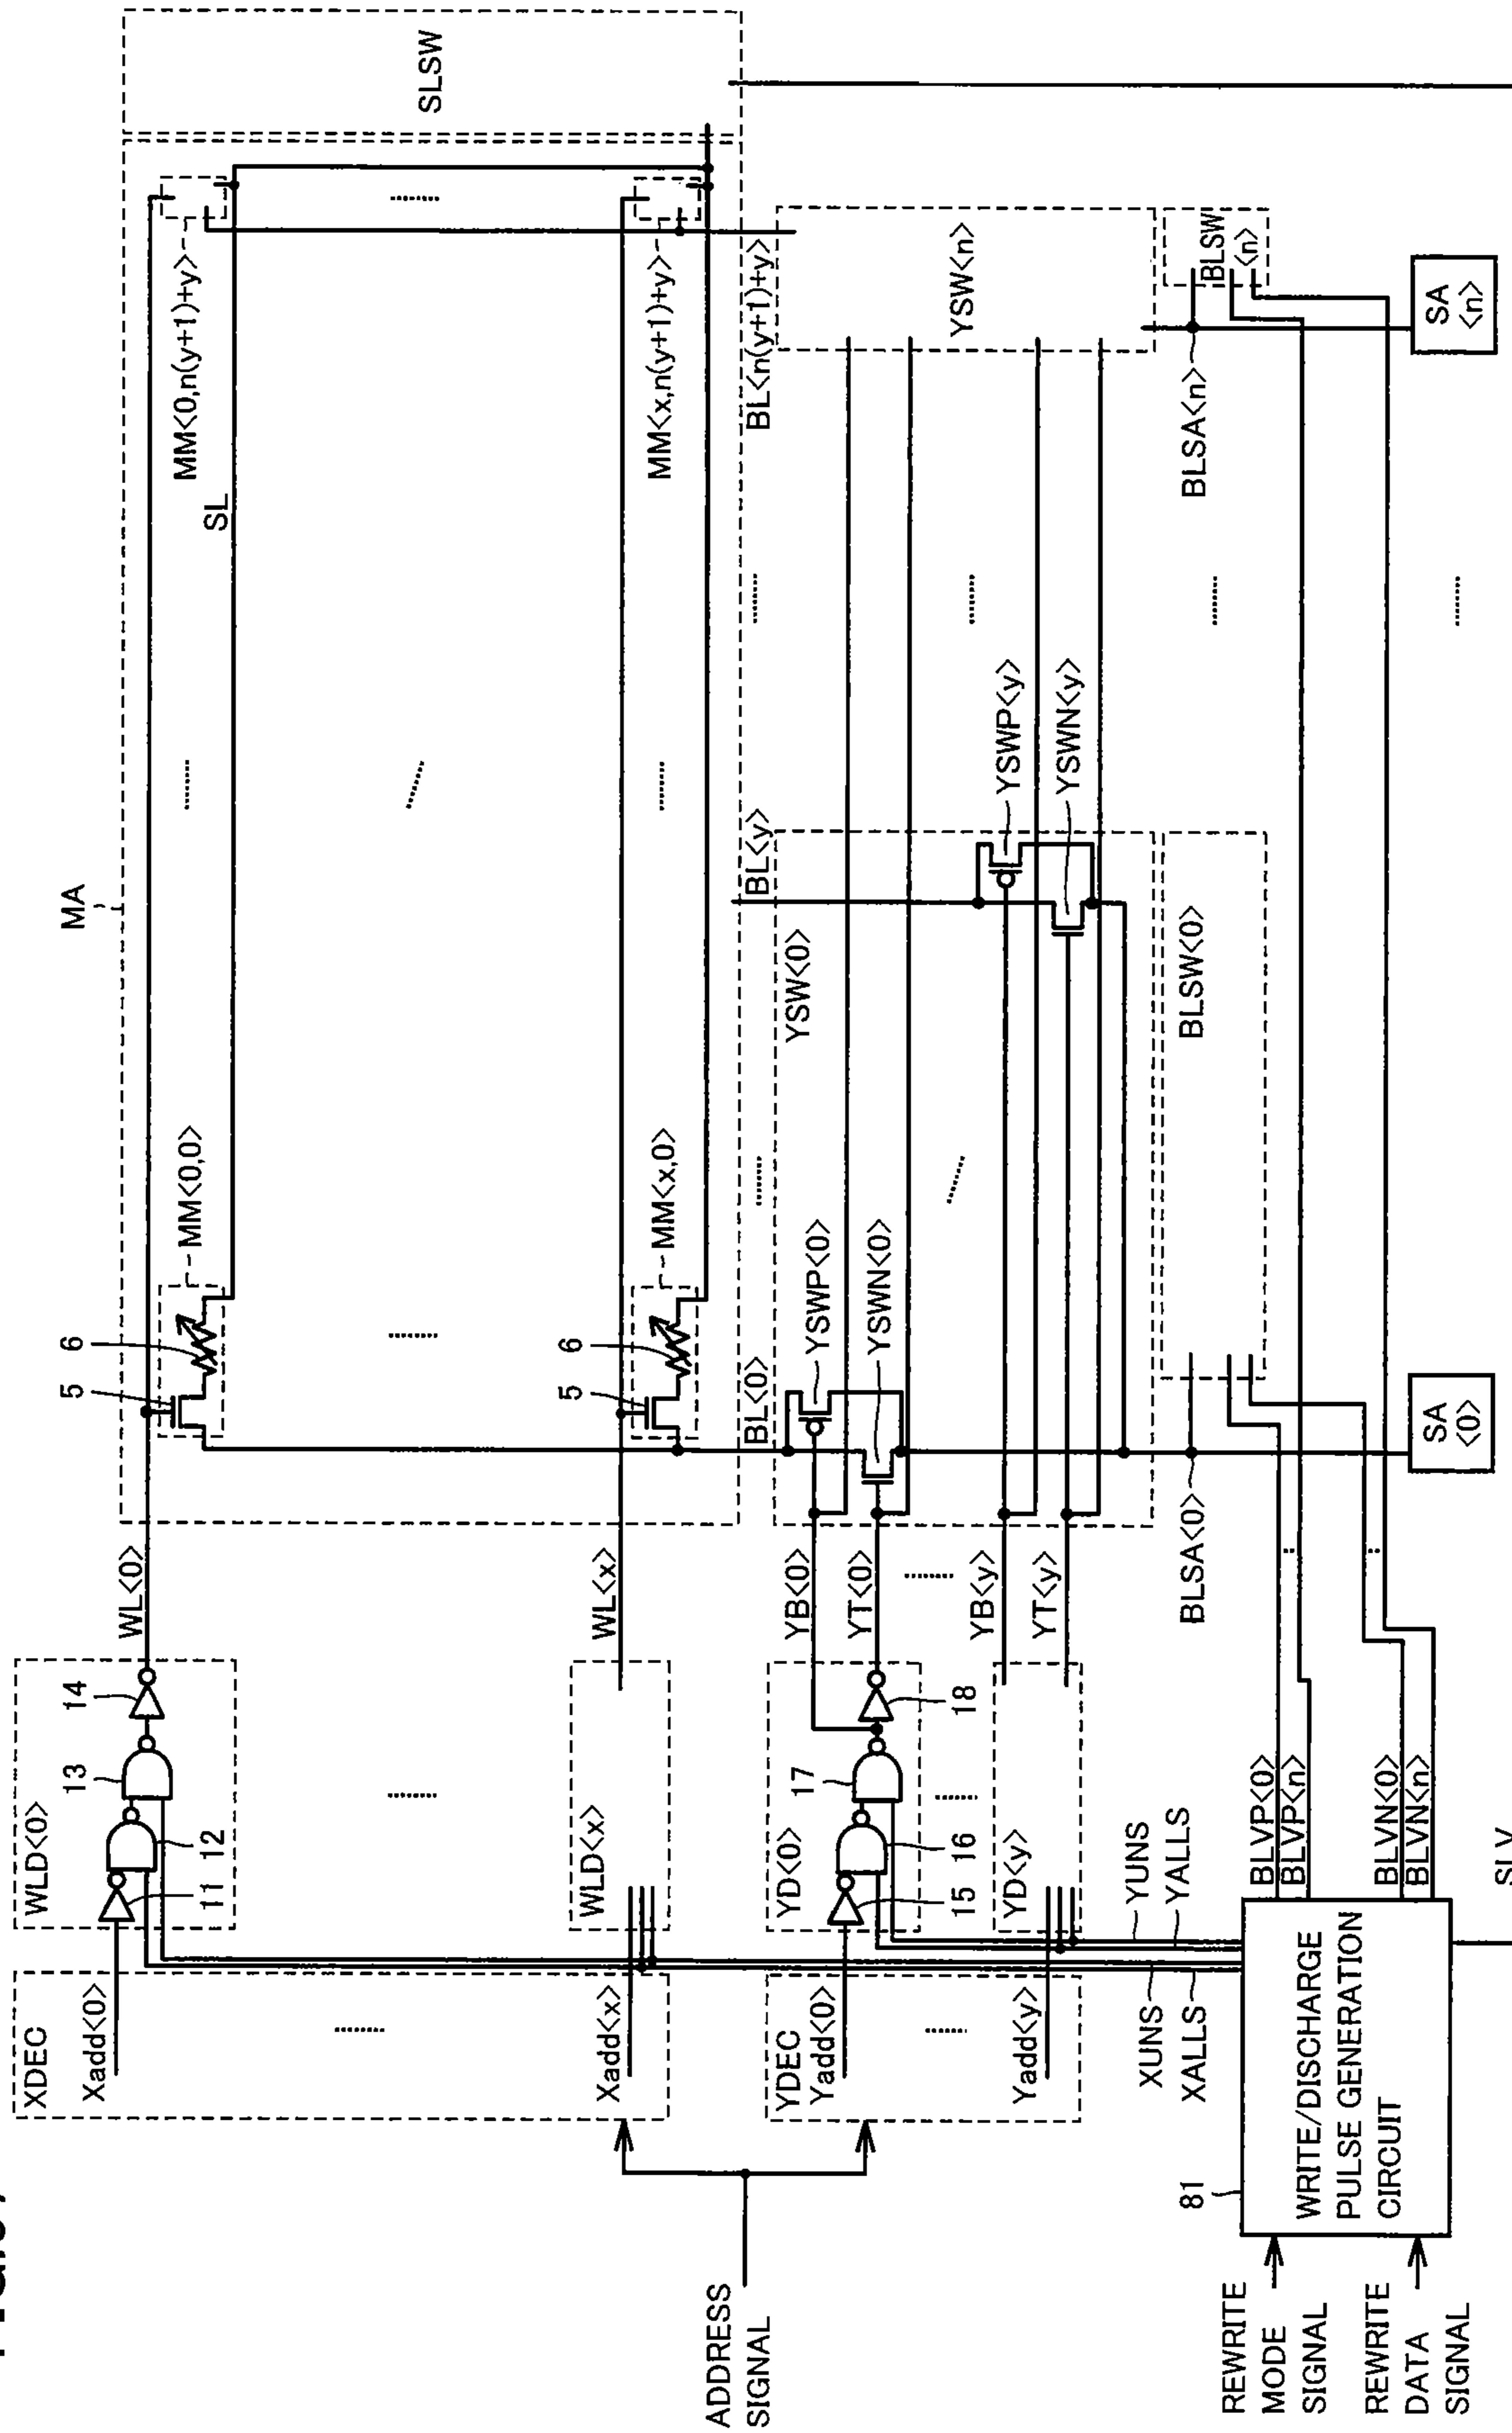 MA
XDEC
Xadd<0>
Xadd<x>
WLD<0>
11
12
13
14
WLD<x>
WL<0>
WL<x>
5
6
MM<0,0>
5
6
MM<x,0>
SL
MM<0,n(y+1)+y>
MM<x,n(y+1)+y>
SLSW
ADDRESS
SIGNAL
YDEC
Yadd<0>
Yadd<y>
YD<0>
15
16
17
18
YD<y>
YB<0>
YT<0>
YB<y>
YT<y>
BL<0>
BL<y>
BL<n(y+1)+y>
YSW<0>
YSWP<0>
YSWN<0>
YSWP<y>
YSWN<y>
YSW<n>
XUNS
XALLS
YUNS
YALLS
BLSA<0>
BLSW<0>
BLSA<n>
BLSW
<n>
REWRITE
MODE
SIGNAL
REWRITE
DATA
SIGNAL
81
WRITE/DISCHARGE
PULSE GENERATION
CIRCUIT
BLVP<0>
BLVP<n>
BLVN<0>
BLVN<n>
SA
<0>
SA
<n>
SLV